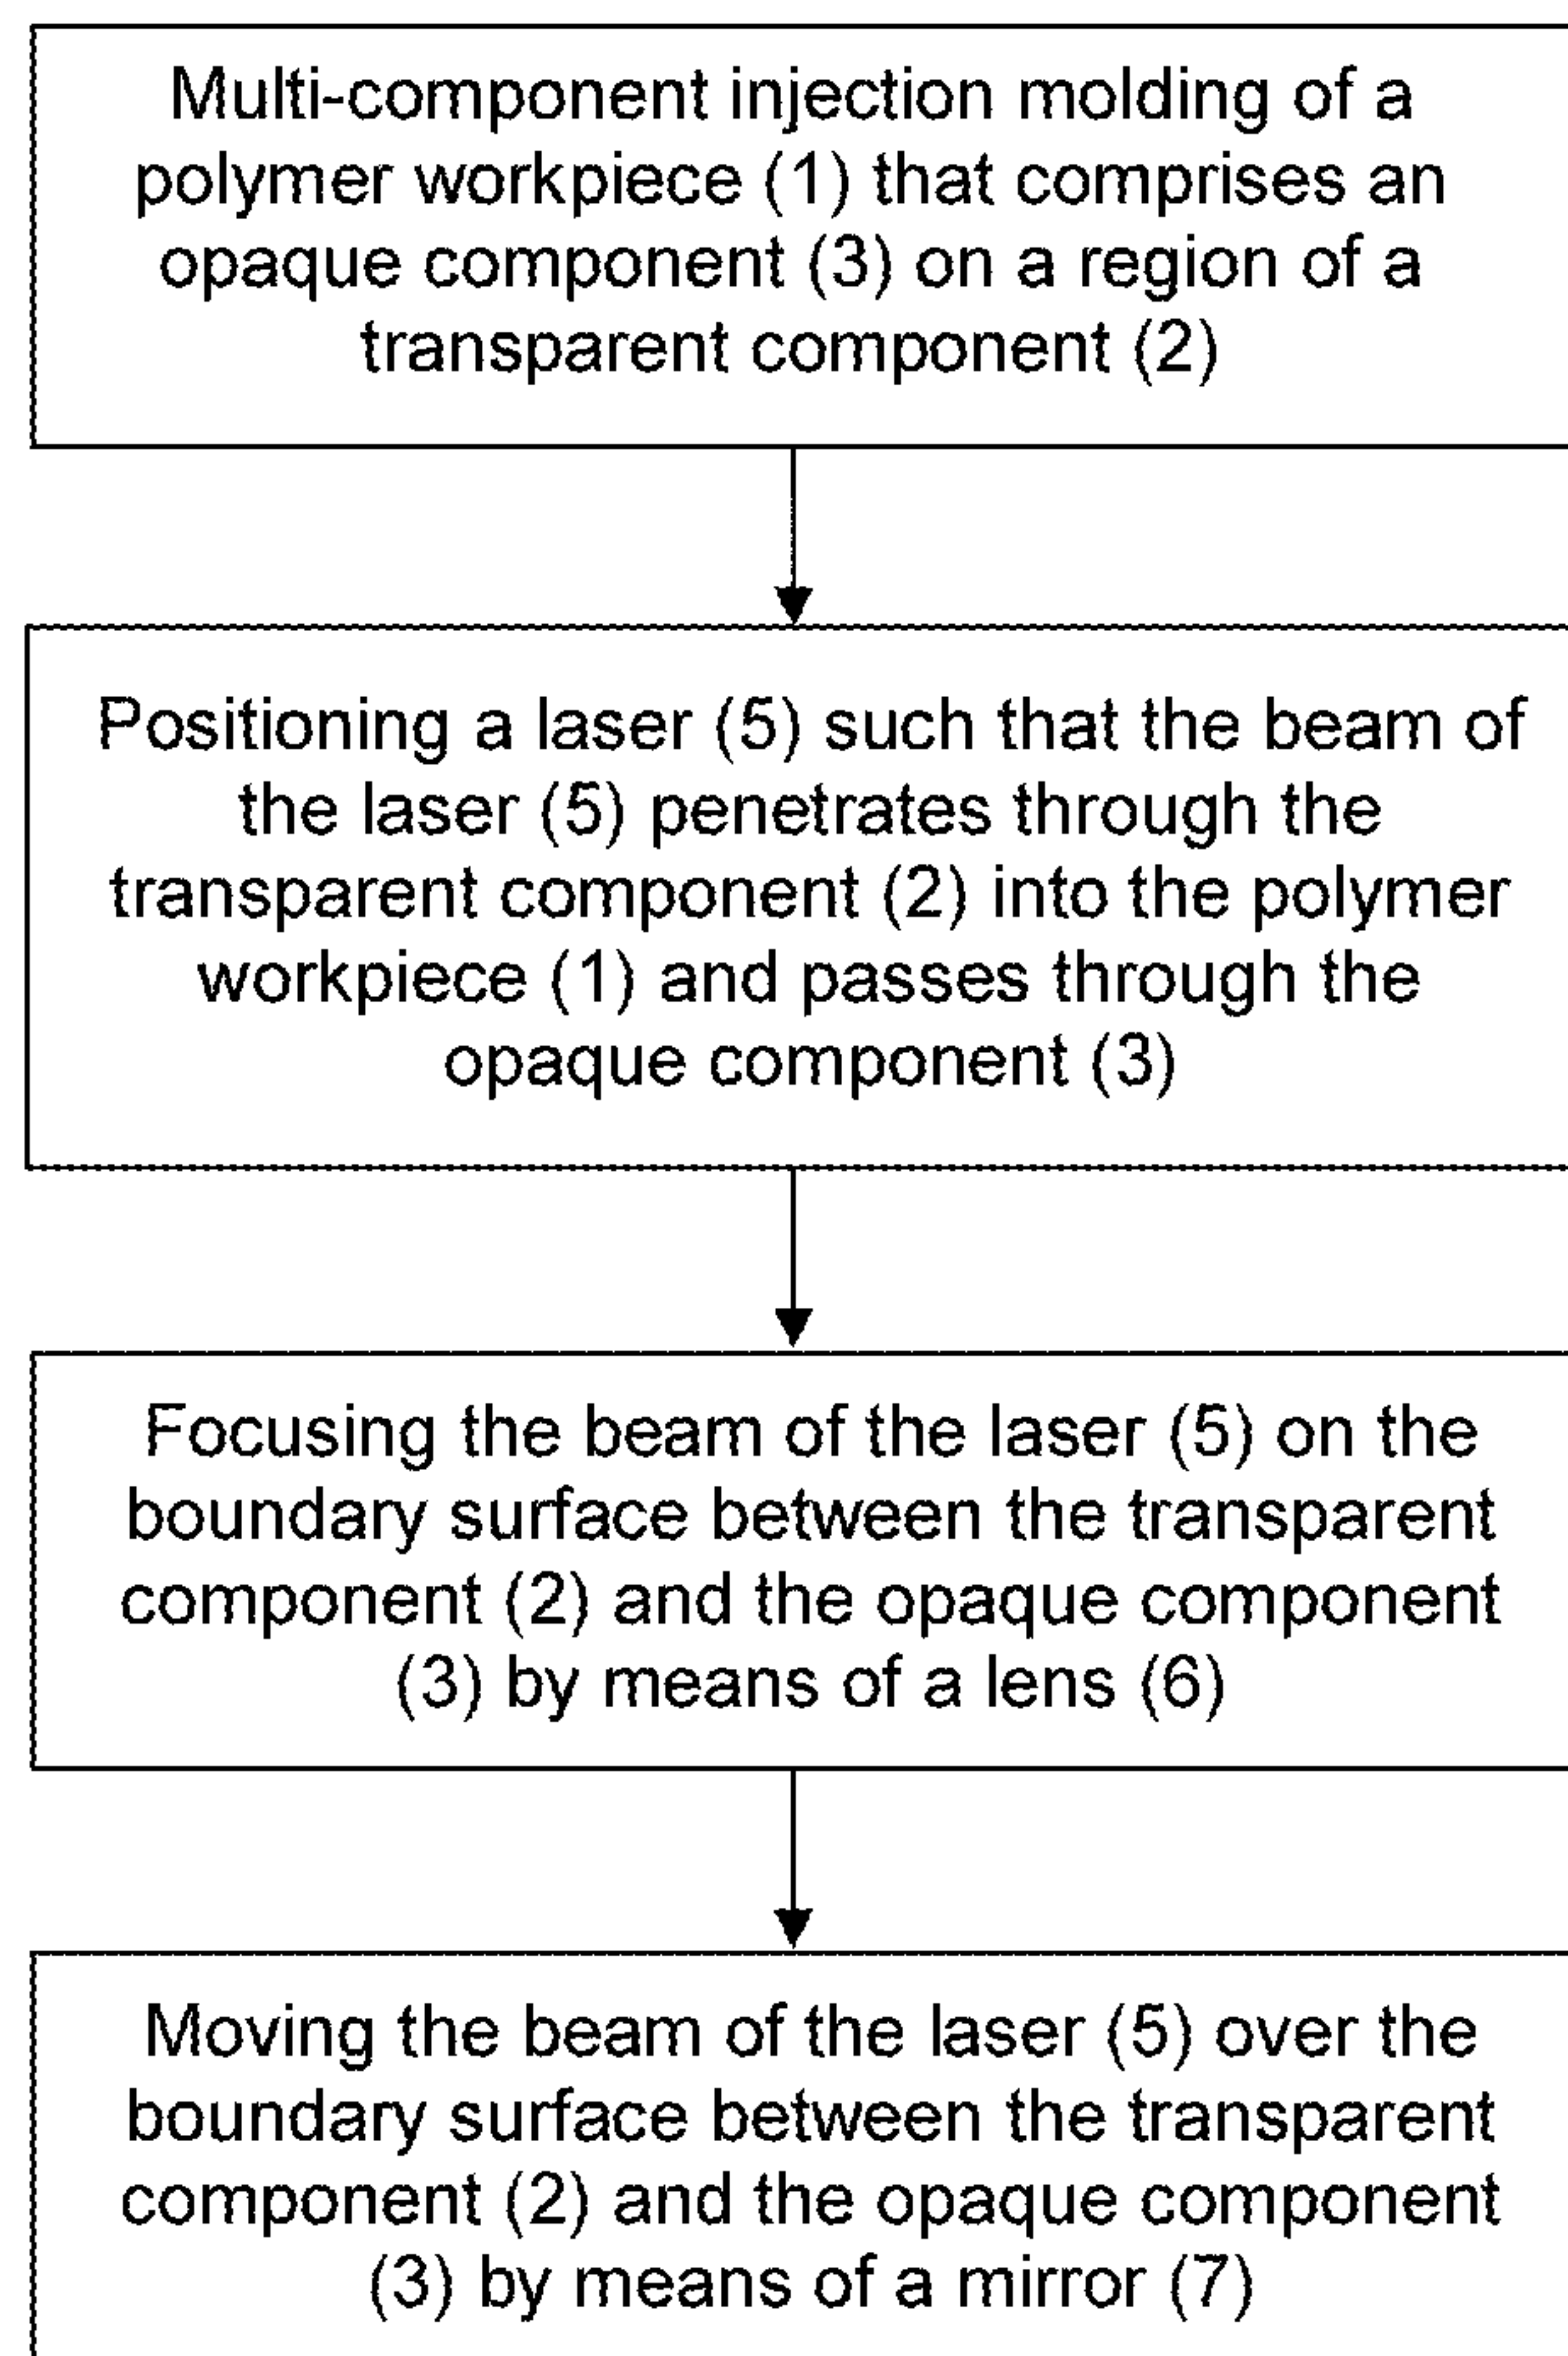 Multi-component injection molding of a
polymer workpiece (1) that comprises an
opaque component (3) on a region of a
transparent component (2)
Positioning a laser (5) such that the beam of
the laser (5) penetrates through the
transparent component (2) into the polymer
workpiece (1) and passes through the
opaque component (3)
Focusing the beam of the laser (5) on the
boundary surface between the transparent
component (2) and the opaque component
(3) by means of a lens (6)
Moving the beam of the laser (5) over the
boundary surface between the transparent
component (2) and the opaque component
(3) by means of a mirror (7)